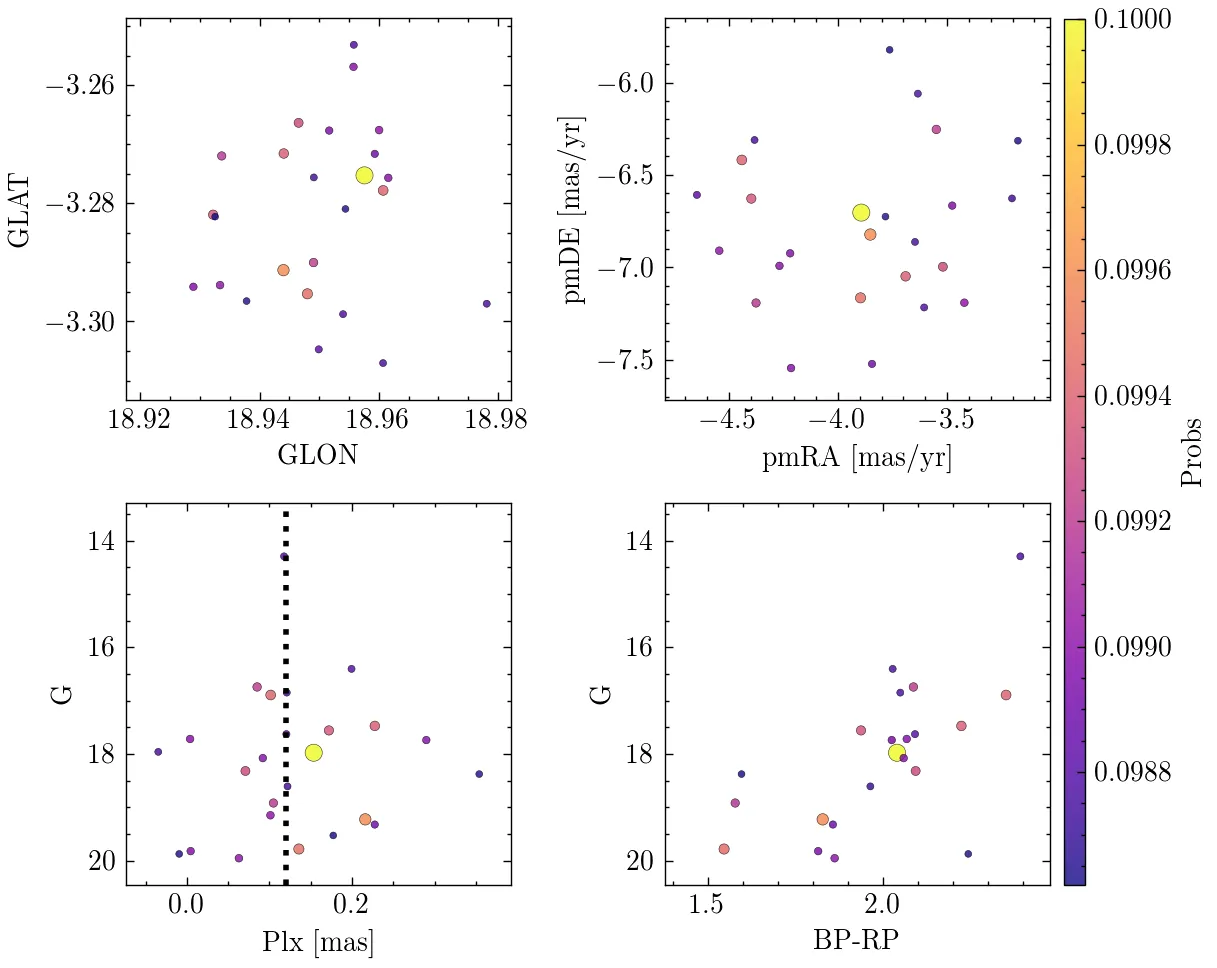 −3.26
−3.28
−3.30
GLAT
18.92 18.94 18.96 18.98
GLON
−6.0
−6.5
−7.0
−7.5
pmDE [mas/yr]
−4.5 −4.0 −3.5
pmRA [mas/yr]
14
16
18
20
G
0.0 0.2
Plx [mas]
14
16
18
20
G
1.5 2.0
BP-RP
0.1000
0.0998
0.0996
0.0994
0.0992
0.0990
0.0988
Probs